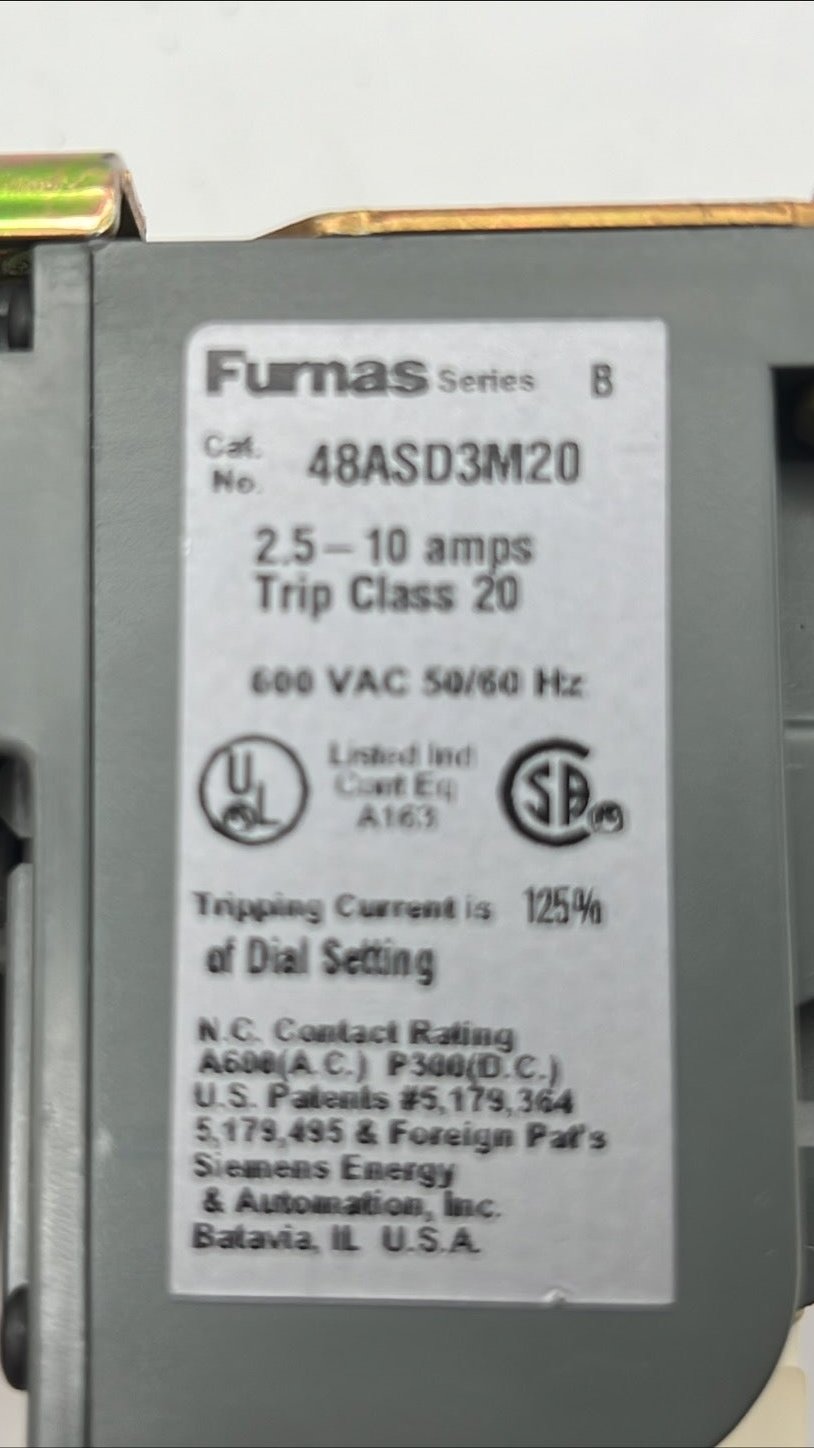 Furnas Series B
Cat. No. 48ASD3M20
2.5 – 10 amps
Trip Class 20
600 VAC 50/60 Hz
UL
Listed Ind
Cont Eq
A163
SA
Tripping Current is 125%
of Dial Setting
N.C. Contact Rating
A600(A.C.) P300(D.C.)
U.S. Patents #5,179,364
5,179,495 & Foreign Pat's
Siemens Energy
& Automation, Inc.
Batavia, IL U.S.A.